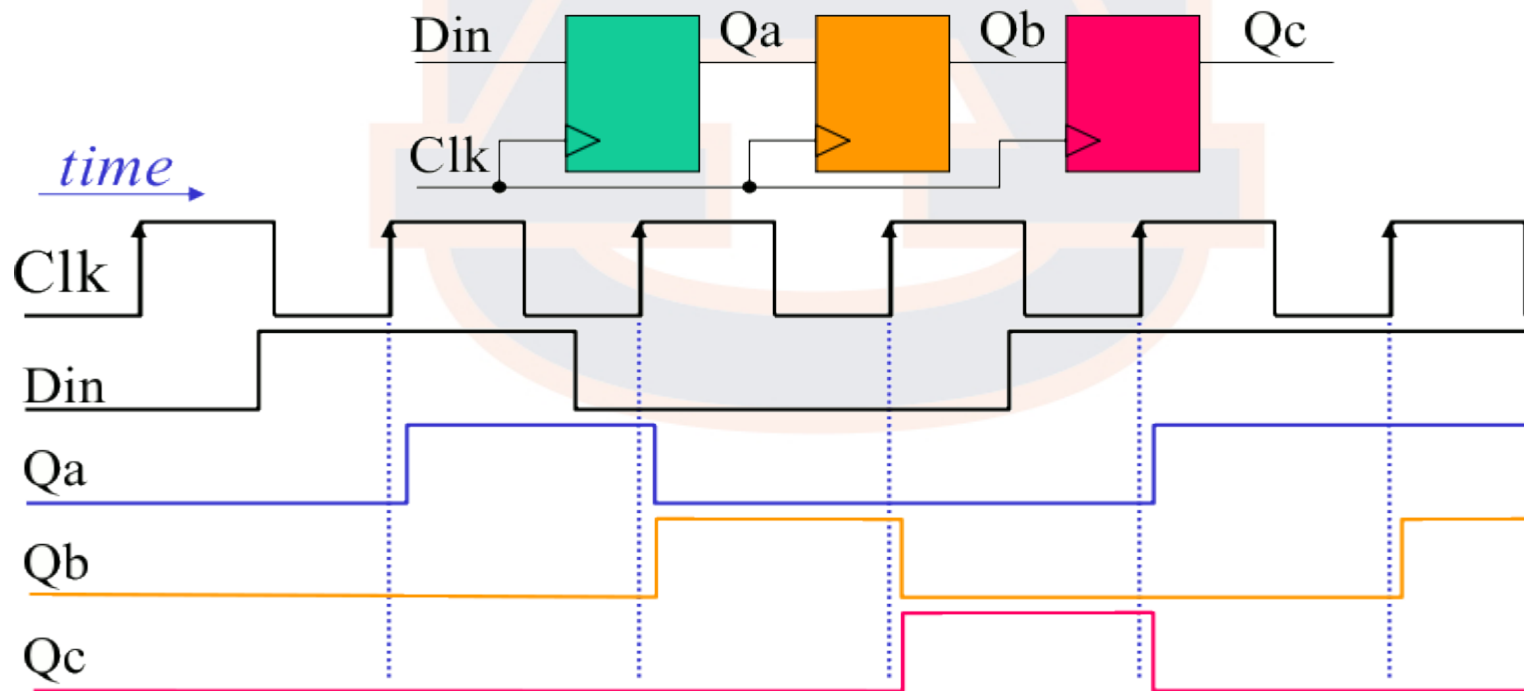 Din Qa Qb Qc
Clk
time
Clk
Din
Qa
Qb
Qc